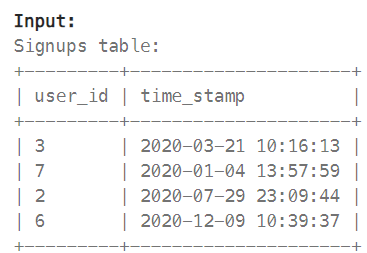 Input:
Signups table:
+---------+---------------------+
| user_id | time_stamp          |
+---------+---------------------+
| 3       | 2020-03-21 10:16:13 |
| 7       | 2020-01-04 13:57:59 |
| 2       | 2020-07-29 23:09:44 |
| 6       | 2020-12-09 10:39:37 |
+---------+---------------------+